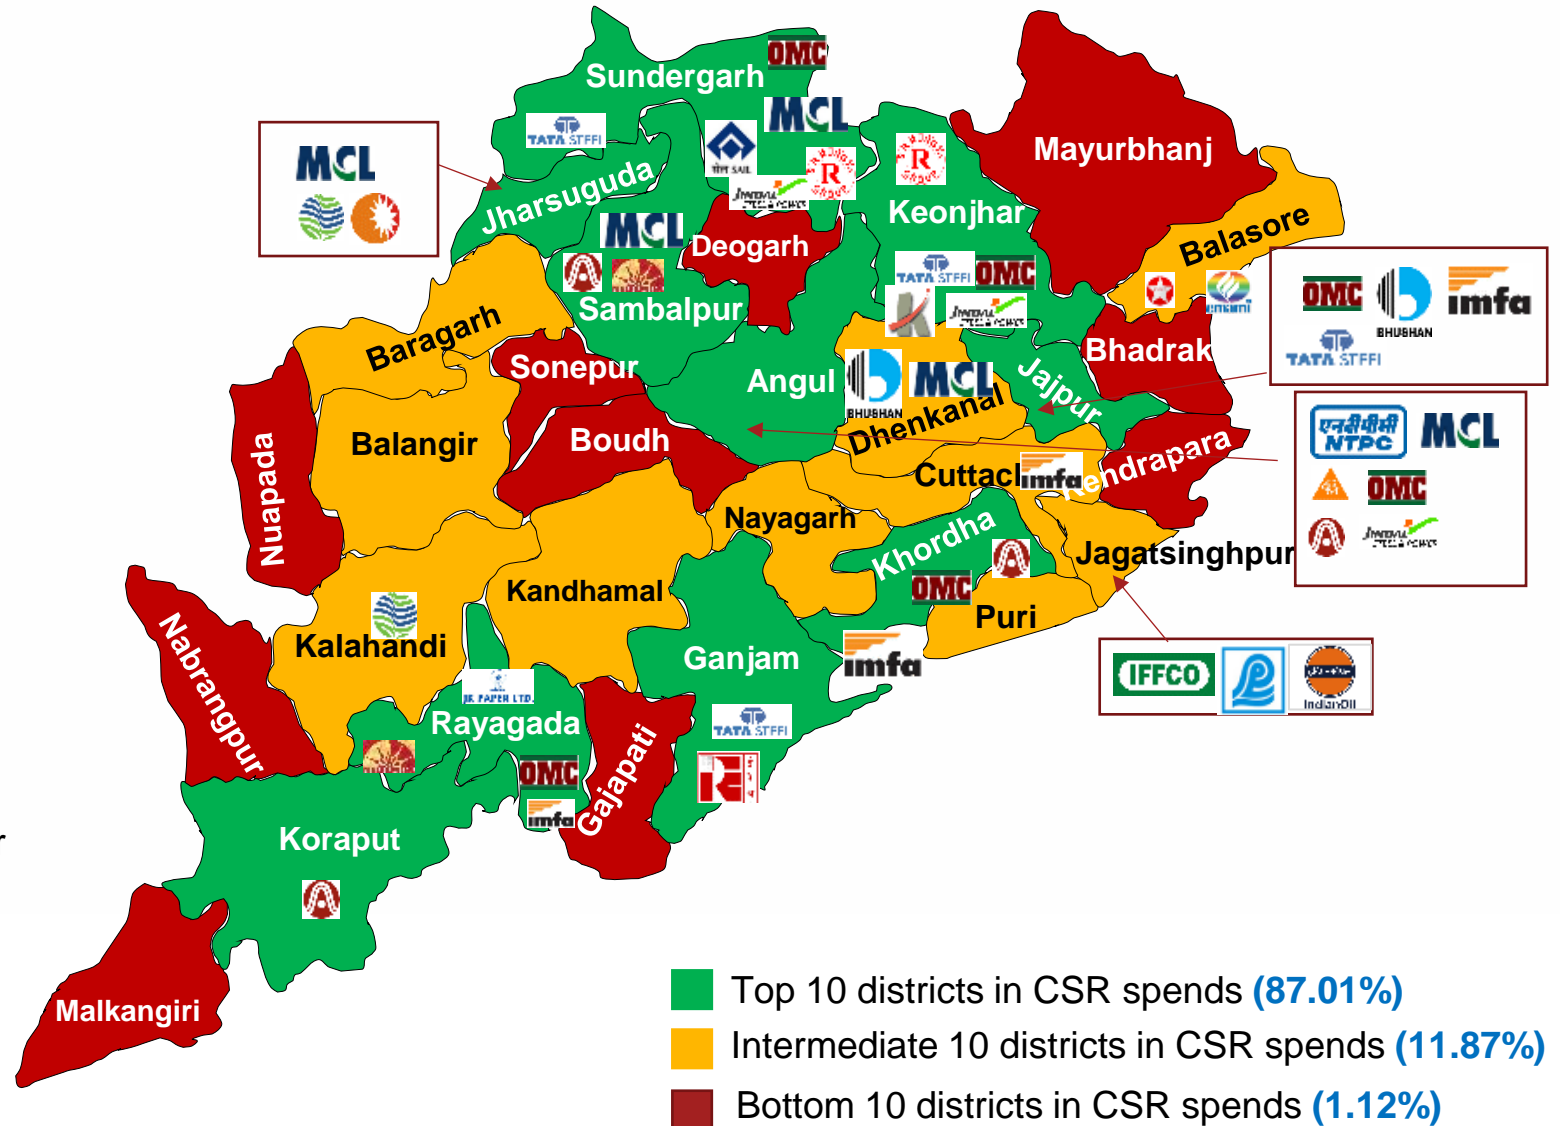 OMC
Sundergarh
MCL
TATA STEEL
SAIL
R
R
MCL
Jharsuguda
Mayurbhanj
Keonjhar
Balasore
MCL
Deogarh
TATA STEEL
OMC
emami
Sambalpur
Baragarh
OMC
BHUSHAN
imfa
TATA STEEL
Sonepur
Angul
BHUSHAN
MCL
Jajpur
Bhadrak
Dhenkanal
Balangir
Boudh
Nuapada
Cuttac
imfa
Kendrapara
एनटीपीसी
NTPC
MCL
OMC
Nayagarh
Khordha
Jagatsinghpur
OMC
Kandhamal
Puri
Kalahandi
Nabrangpur
Ganjam
imfa
IFFCO
IndianOil
JK PAPER LTD.
Rayagada
TATA STEEL
OMC
imfa
Gajapati
Koraput
r
Malkangiri
Top 10 districts in CSR spends (87.01%)
Intermediate 10 districts in CSR spends (11.87%)
Bottom 10 districts in CSR spends (1.12%)